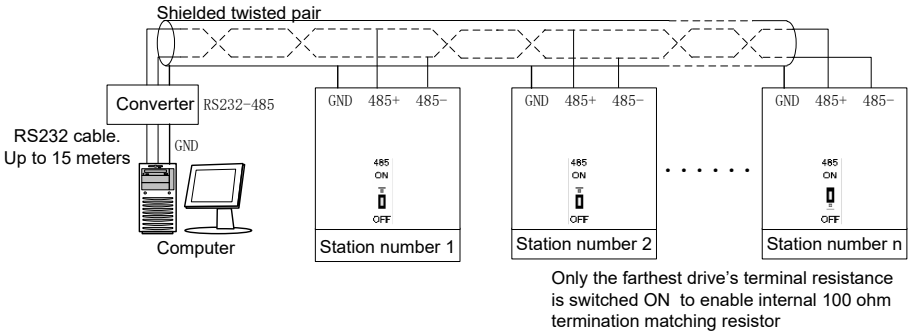 Shielded twisted pair
Converter RS232-485
RS232 cable.
Up to 15 meters
GND
Computer
GND 485+ 485-
485
ON
OFF
Station number 1
GND 485+ 485-
485
ON
OFF
Station number 2
GND 485+ 485-
485
ON
OFF
Station number n
Only the farthest drive's terminal resistance
is switched ON to enable internal 100 ohm
termination matching resistor